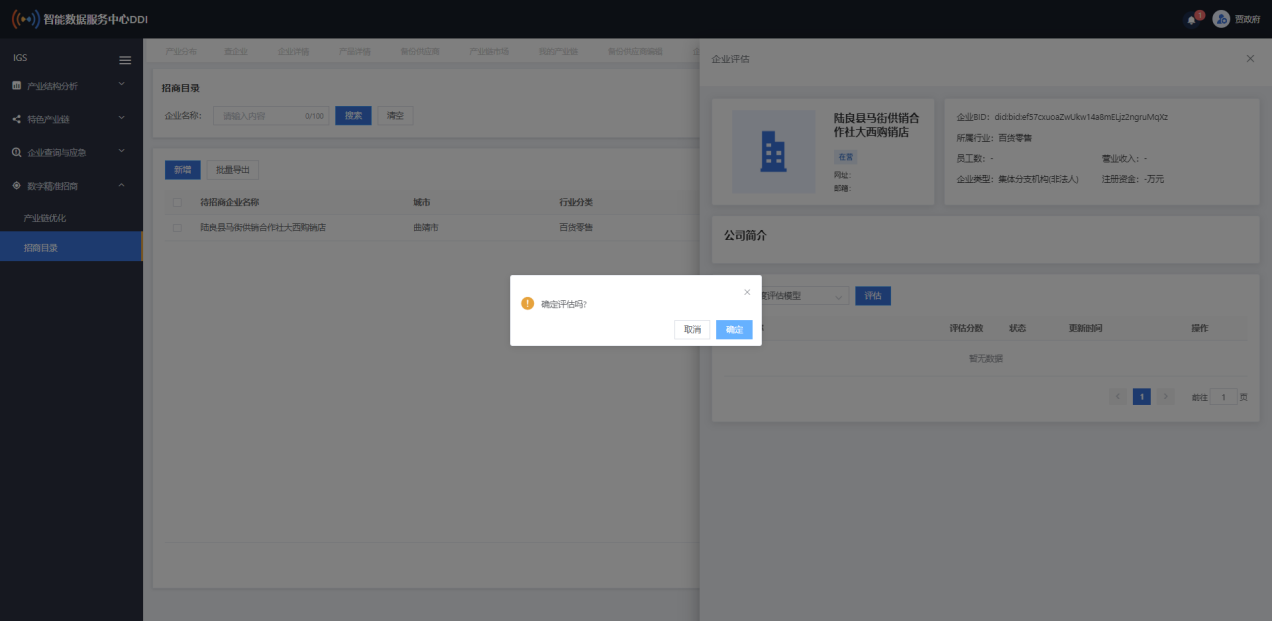 智能数据服务中心DDI
1
贾政府
IGS
产业结构分析
特色产业链
企业查询与应急
数字精准招商
产业链优化
招商目录
产业分布
查企业
企业详情
产品详情
备份供应商
产业链市场
我的产业链
备份供应商编辑
招商目录
企业名称:
请输入内容
0/100
搜索
清空
新增
批量导出
待招商企业名称
城市
行业分类
陆良县马街供销合作社大西购销店
曲靖市
百货零售
企业评估
陆良县马街供销合
作社大西购销店
在营
网址:
邮箱:
企业BID: did:bid:ef57cxuoaZwUkw14a8mELjz2ngruMqXz
所属行业: 百货零售
员工数: -
营业收入: -
企业类型: 集体分支机构(非法人)
注册资金: -万元
公司简介
度评估模型
评估
评估分数
状态
更新时间
操作
暂无数据
1
前往
1
页
确定评估吗?
取消
确定